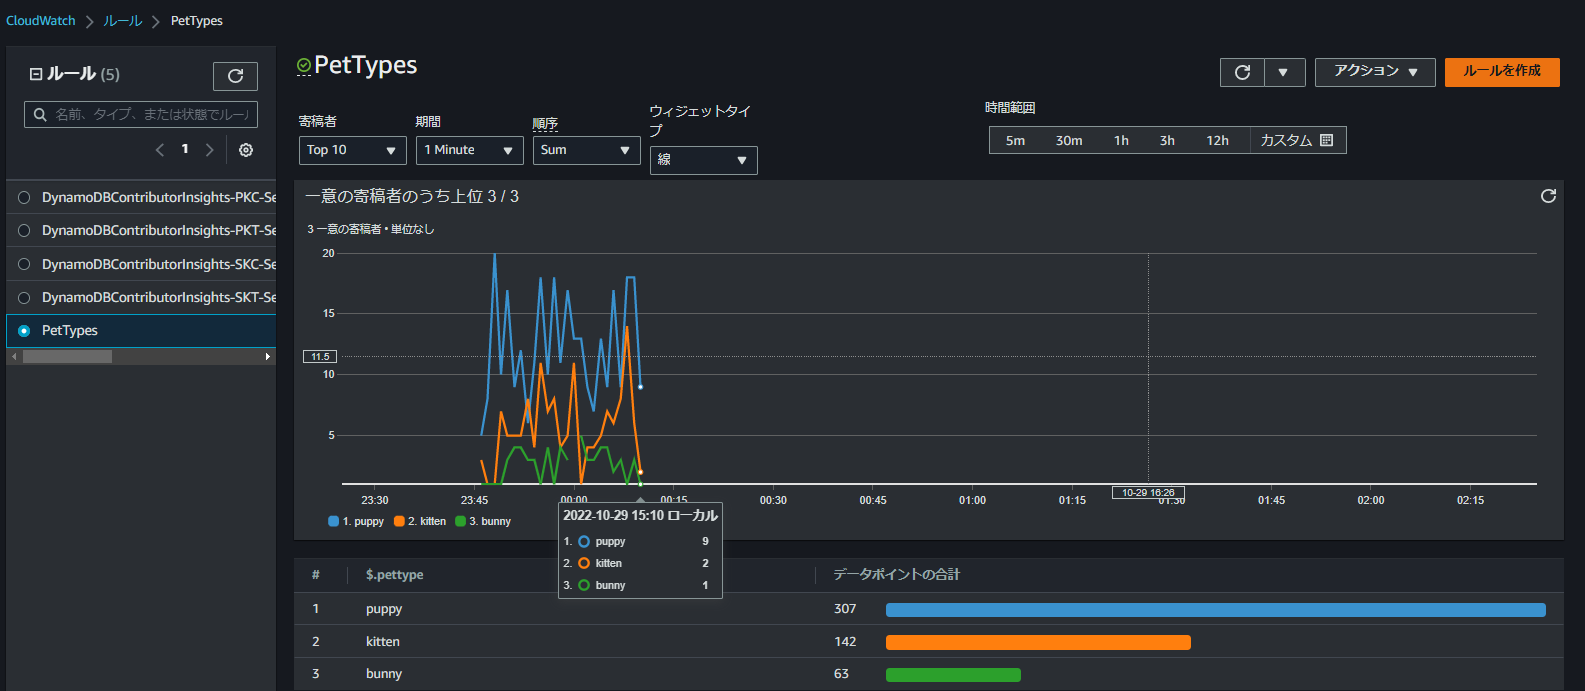 CloudWatch > ルール > PetTypes
ルール (5)
名前、タイプ、または状態でルール
1
DynamoDBContributorInsights-PKC-Se
DynamoDBContributorInsights-PKT-Se
DynamoDBContributorInsights-SKC-Se
DynamoDBContributorInsights-SKT-Se
PetTypes
PetTypes
アクション
ルールを作成
寄稿者
Top 10
期間
1 Minute
順序
Sum
ウィジェットタイ
プ
線
時間範囲
5m 30m 1h 3h 12h カスタム
一意の寄稿者のうち上位 3 / 3
3 一意の寄稿者・単位なし
20
15
11.5
10
5
23:30 23:45 00:00 00:15 00:30 00:45 01:00 01:15 01:30 01:45 02:00 02:15
10-29 16:26
1. puppy 2. kitten 3. bunny
2022-10-29 15:10 ローカル
1. puppy 9
2. kitten 2
3. bunny 1
# $.pettype データポイントの合計
1 puppy 307
2 kitten 142
3 bunny 63